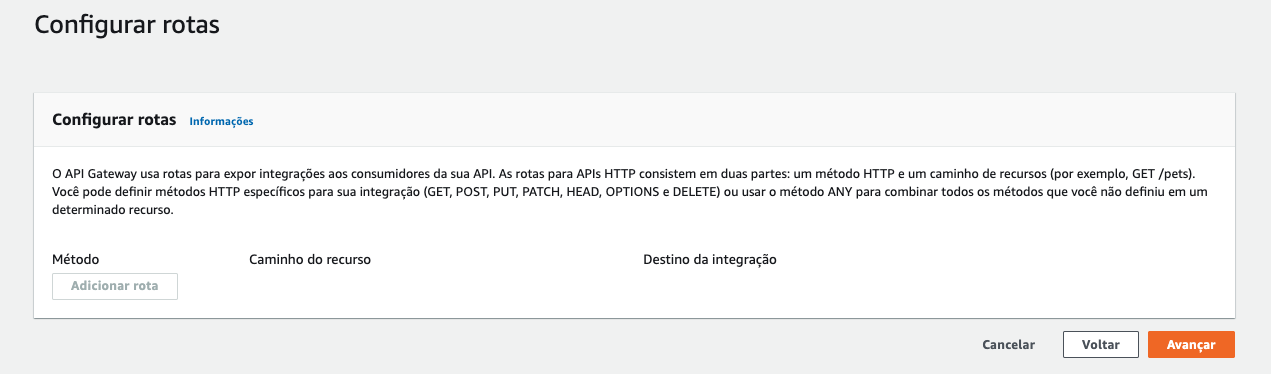 Configurar rotas
Configurar rotas Informações
O API Gateway usa rotas para expor integrações aos consumidores da sua API. As rotas para APIs HTTP consistem em duas partes: um método HTTP e um caminho de recursos (por exemplo, GET /pets).
Você pode definir métodos HTTP específicos para sua integração (GET, POST, PUT, PATCH, HEAD, OPTIONS e DELETE) ou usar o método ANY para combinar todos os métodos que você não definiu em um
determinado recurso.
Método Caminho do recurso Destino da integração
Adicionar rota
Cancelar Voltar Avançar